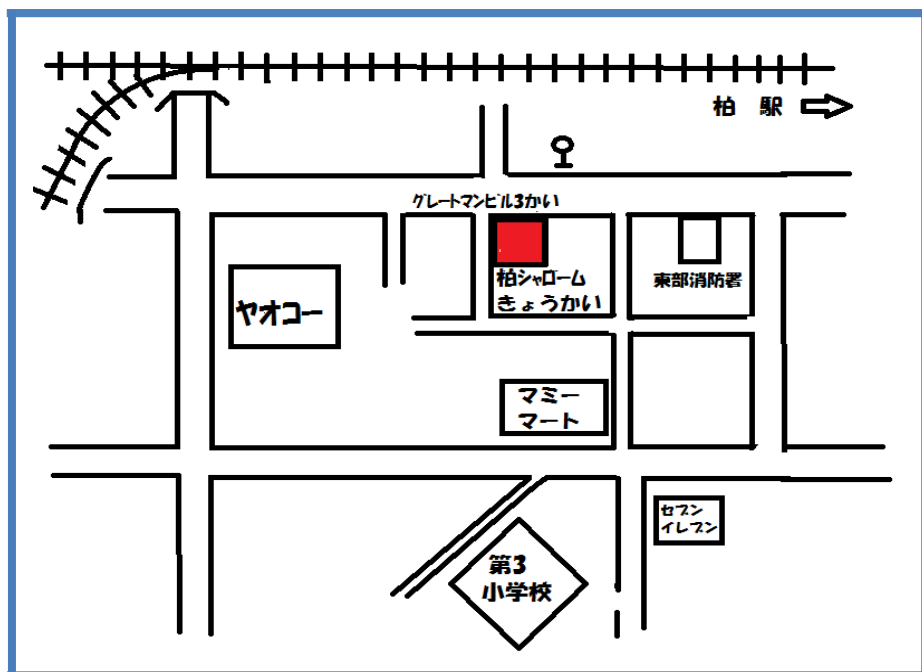 柏 駅
グレートマンビル3かい
柏シャローム
きょうかい
東部消防署
ヤオコー
マミー
マート
セブン
イレブン
第3
小学校